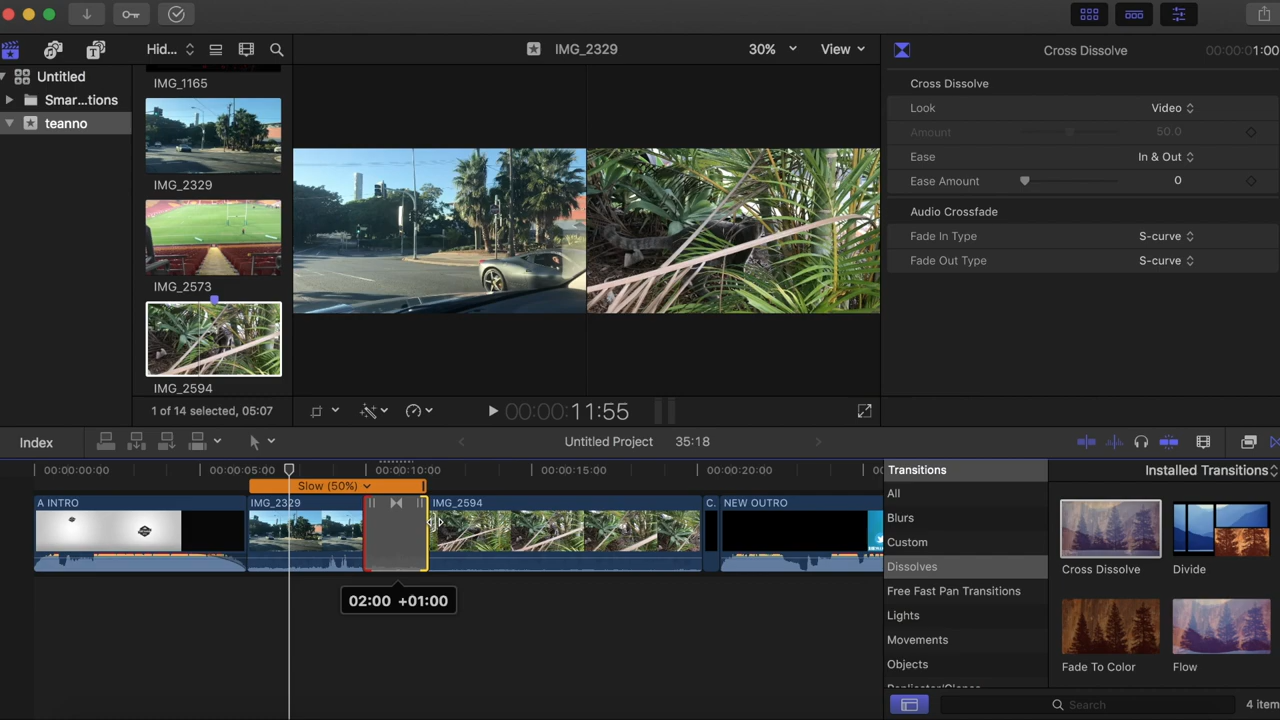 Hid...
IMG_2329
30%
View
Cross Dissolve
00:00:01:00
Untitled
IMG_1165
Smar...tions
teanno
Cross Dissolve
Look
Video
Amount
50.0
Ease
In & Out
Ease Amount
0
IMG_2329
Audio Crossfade
Fade In Type
S-curve
Fade Out Type
S-curve
IMG_2573
IMG_2594
1 of 14 selected, 05:07
00:00:11:55
Index
Untitled Project
35:18
00:00:00:00
00:00:05:00
00:00:10:00
00:00:15:00
00:00:20:00
Transitions
Installed Transitions
Slow (50%)
All
A INTRO
IMG_2329
IMG_2594
C.
NEW OUTRO
Blurs
Custom
Dissolves
Cross Dissolve
Divide
Free Fast Pan Transitions
02:00 +01:00
Lights
Movements
Objects
Fade To Color
Flow
Search
4 item